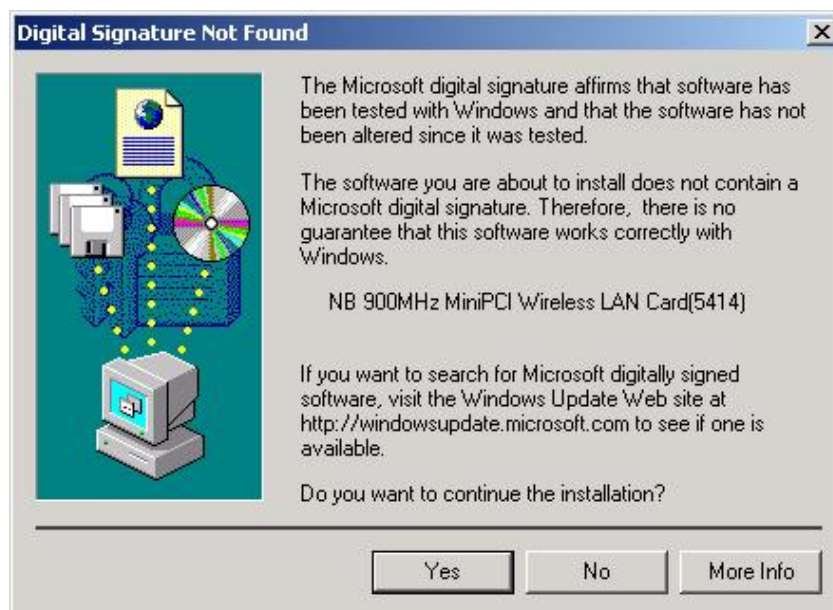 Digital Signature Not Found
The Microsoft digital signature affirms that software has
been tested with Windows and that the software has not
been altered since it was tested.
The software you are about to install does not contain a
Microsoft digital signature. Therefore, there is no
guarantee that this software works correctly with
Windows.
NB 900MHz MiniPCI Wireless LAN Card(5414)
If you want to search for Microsoft digitally signed
software, visit the Windows Update Web site at
http://windowsupdate.microsoft.com to see if one is
available.
Do you want to continue the installation?
Yes No More Info